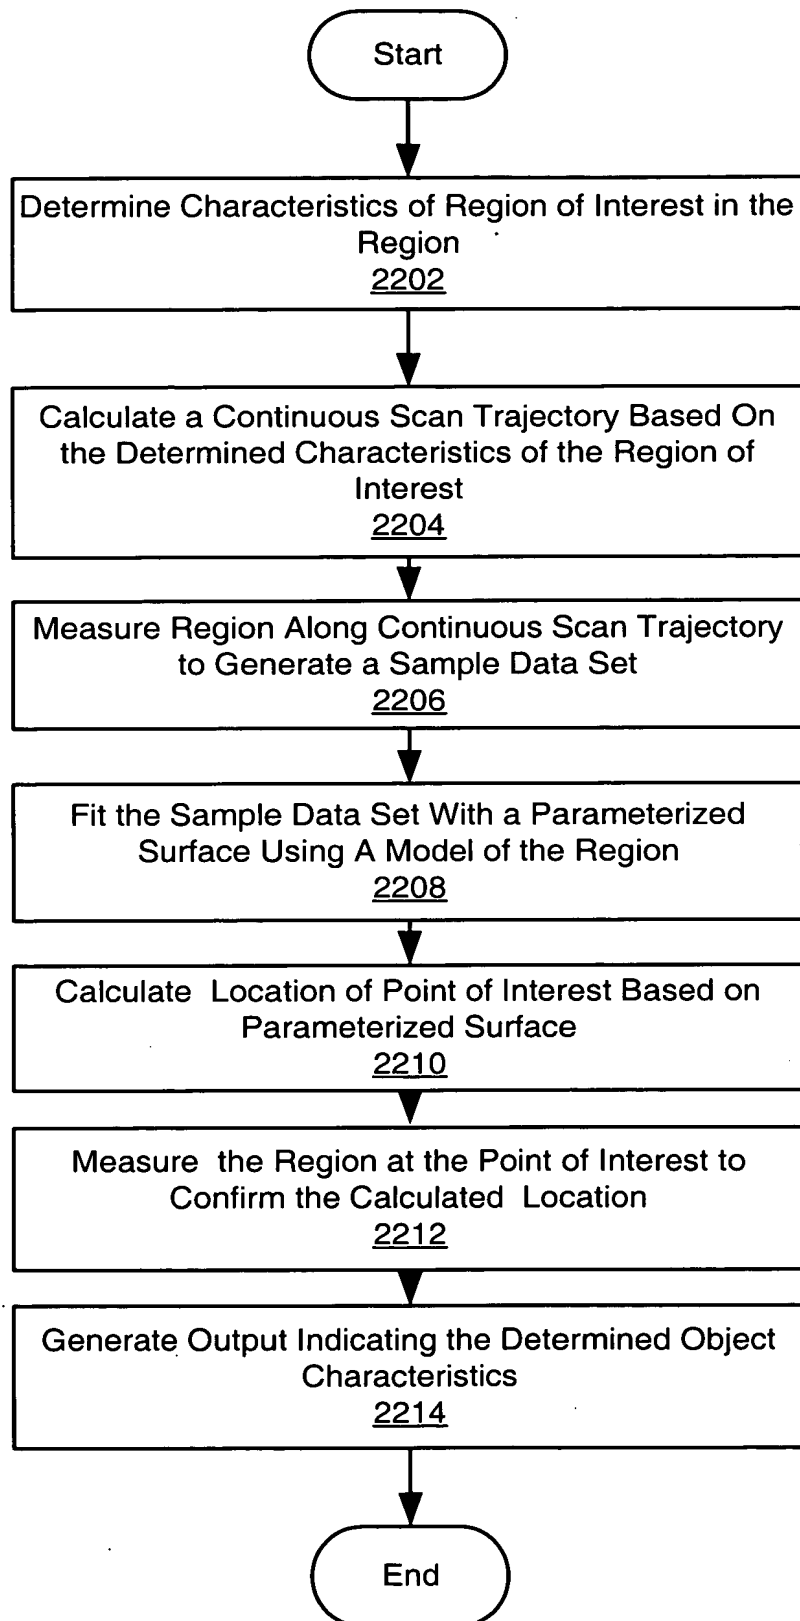 Start
Determine Characteristics of Region of Interest in the
Region
2202
Calculate a Continuous Scan Trajectory Based On
the Determined Characteristics of the Region of
Interest
2204
Measure Region Along Continuous Scan Trajectory
to Generate a Sample Data Set
2206
Fit the Sample Data Set With a Parameterized
Surface Using A Model of the Region
2208
Calculate Location of Point of Interest Based on
Parameterized Surface
2210
Measure the Region at the Point of Interest to
Confirm the Calculated Location
2212
Generate Output Indicating the Determined Object
Characteristics
2214
End